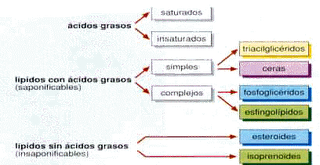 saturados
ácidos grasos
insaturados
triacilglicéridos
lípidos con ácidos grasos
(saponificables)
simples
ceras
complejos
fosfoglicéridos
esfingolípidos
lípidos sin ácidos grasos
(insaponificables)
esteroides
isoprenoides